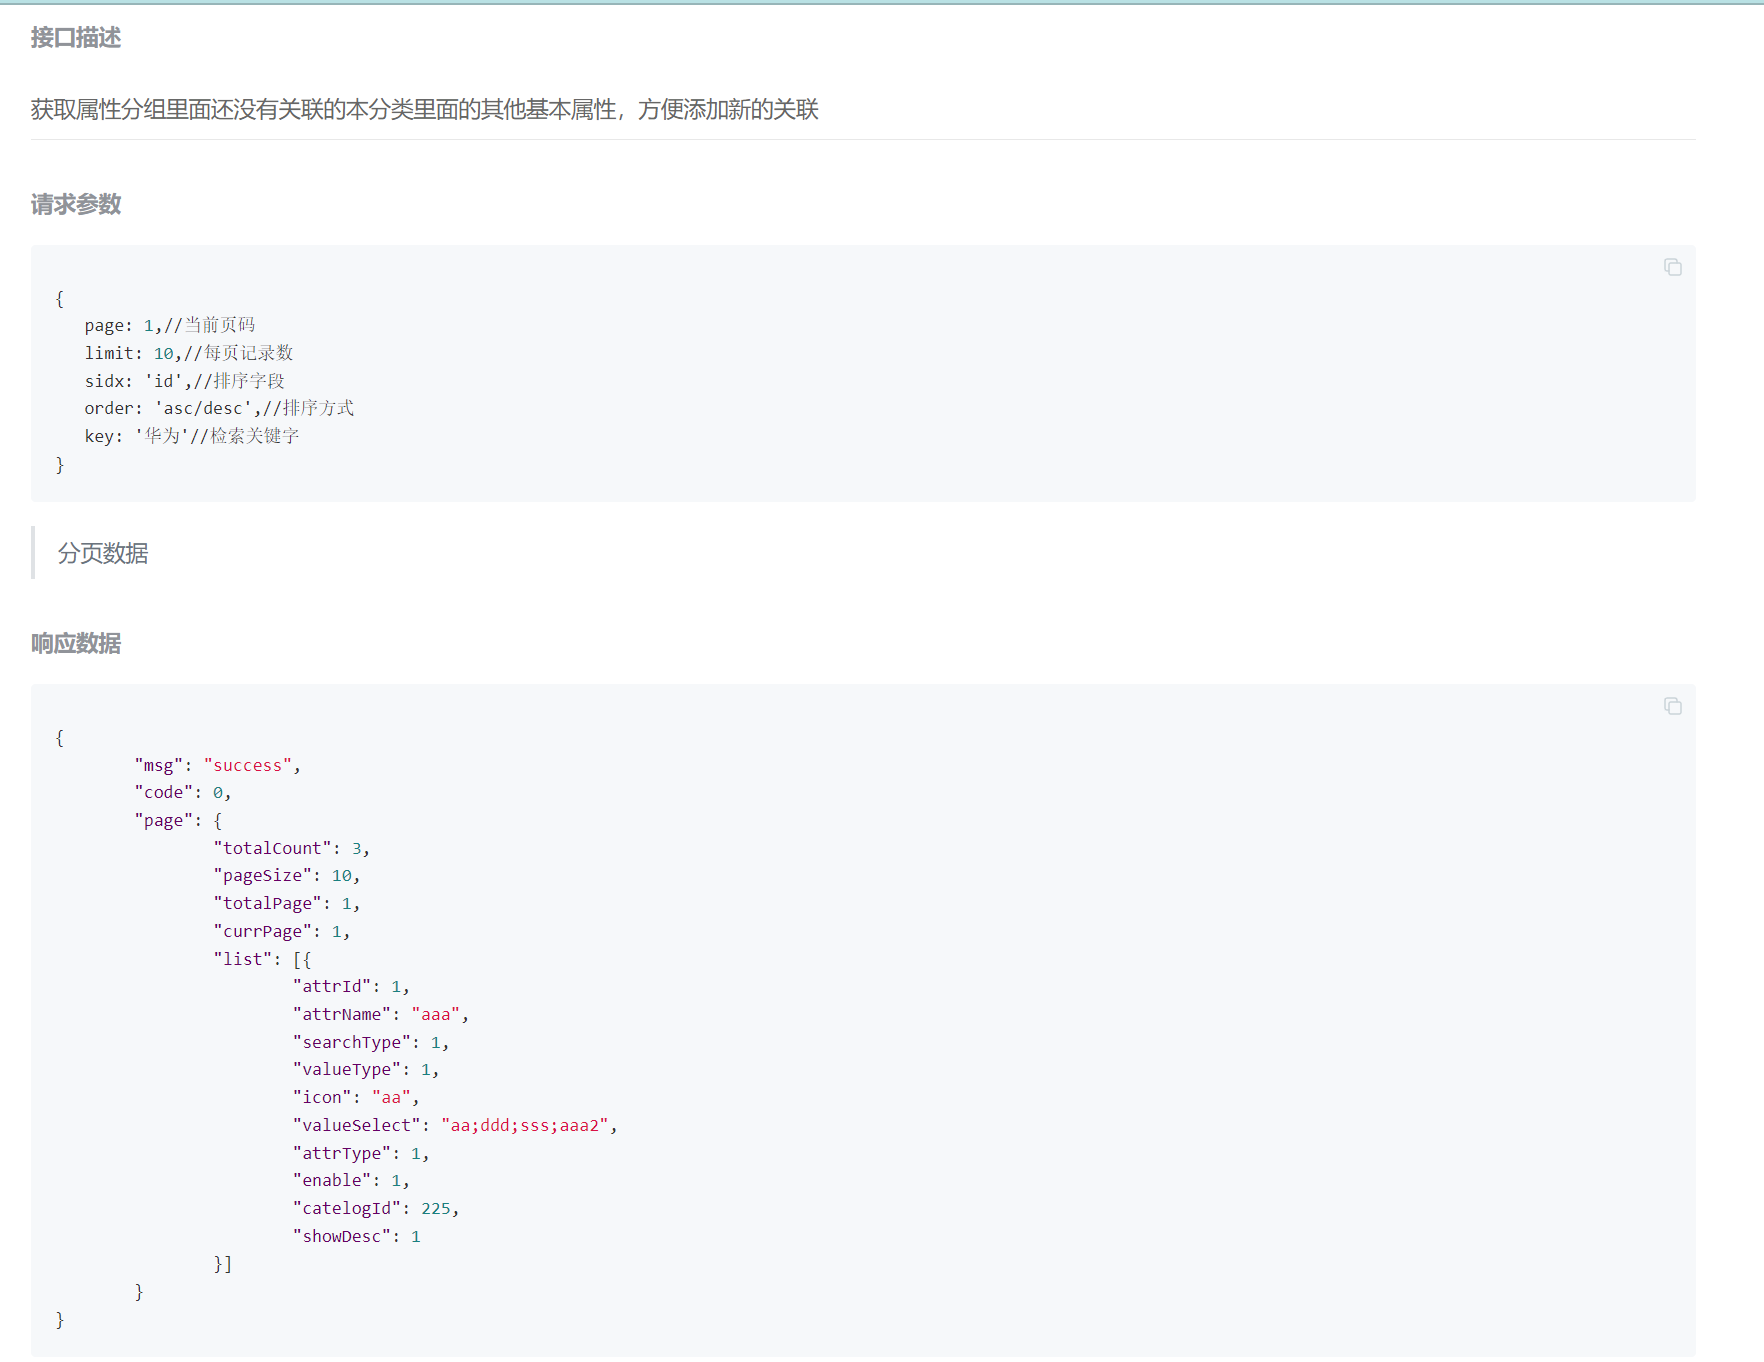 接口描述
获取属性分组里面还没有关联的本分类里面的其他基本属性，方便添加新的关联
请求参数
{
   page: 1,//当前页码
   limit: 10,//每页记录数
   sidx: 'id',//排序字段
   order: 'asc/desc',//排序方式
   key: '华为'//检索关键字
}
分页数据
响应数据
{
        "msg": "success",
        "code": 0,
        "page": {
                "totalCount": 3,
                "pageSize": 10,
                "totalPage": 1,
                "currPage": 1,
                "list": [{
                        "attrId": 1,
                        "attrName": "aaa",
                        "searchType": 1,
                        "valueType": 1,
                        "icon": "aa",
                        "valueSelect": "aa;ddd;sss;aaa2",
                        "attrType": 1,
                        "enable": 1,
                        "catelogId": 225,
                        "showDesc": 1
                }]
        }
}